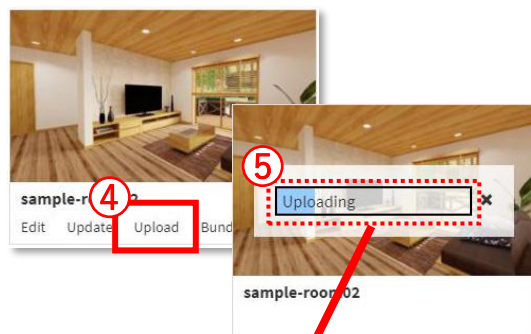 ④
sample-r
Edit Update Upload Bund
⑤
Uploading ×
sample-room02